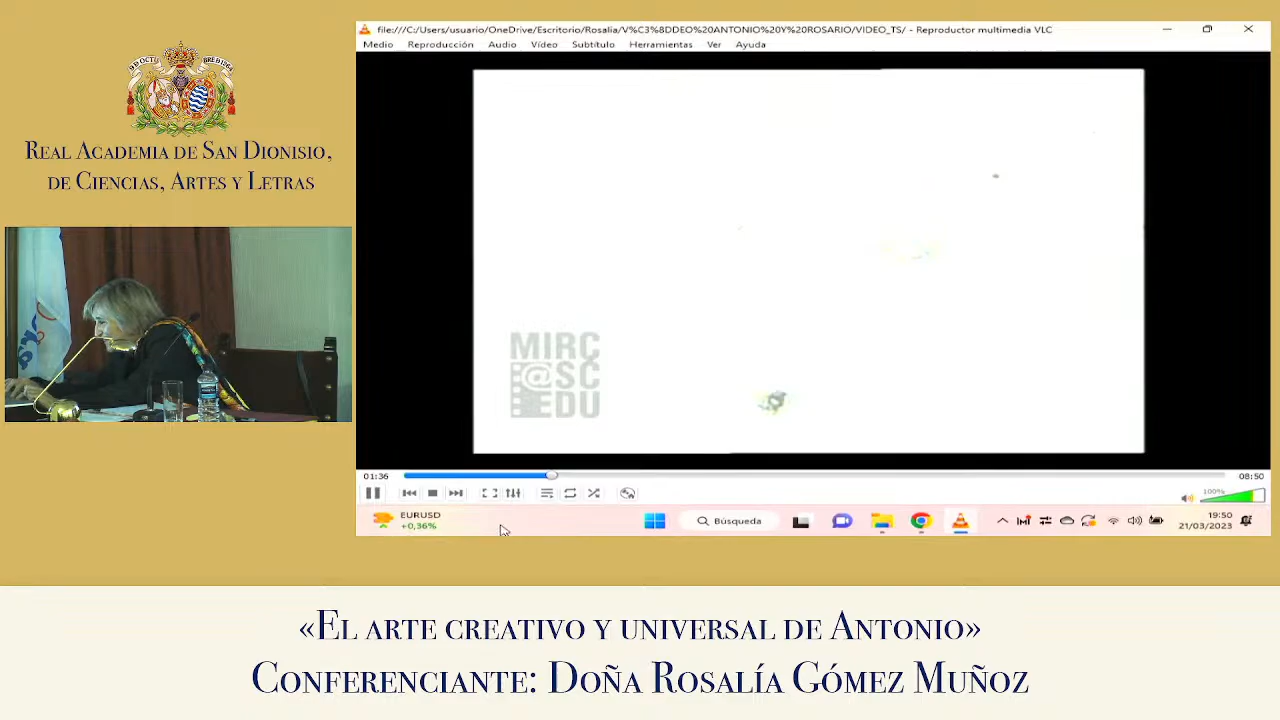 Real Academia de San Dionisio,
de Ciencias, Artes y Letras
file:///C:/Users/usuario/OneDrive/Escritorio/Rosalia/V%C3%8DDEO%20ANTONIO%20Y%20ROSARIO/VIDEO_TS/ - Reproductor multimedia VLC
Medio Reproducción Audio Vídeo Subtítulo Herramientas Ver Ayuda
MIRC
@SC
EDU
01:36
08:50
100%
EURUSD
+0,36%
Búsqueda
19:50
21/03/2023
«El arte creativo y universal de Antonio»
Conferenciante: Doña Rosalía Gómez Muñoz